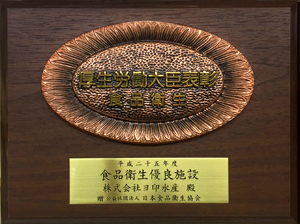 厚生労働大臣表彰
食品衛生
平成二十五年度
食品衛生優良施設
株式会社ヨ印水産 殿
贈 公益社団法人 日本食品衛生協会